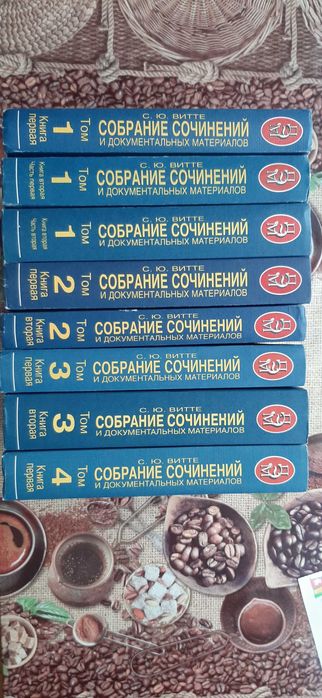 С. Ю. ВИТТЕ
СОБРАНИЕ СОЧИНЕНИЙ
И ДОКУМЕНТАЛЬНЫХ МАТЕРИАЛОВ
Том
1
Книга
первая
С. Ю. ВИТТЕ
СОБРАНИЕ СОЧИНЕНИЙ
И ДОКУМЕНТАЛЬНЫХ МАТЕРИАЛОВ
Том
1
Книга вторая
Часть первая
С. Ю. ВИТТЕ
СОБРАНИЕ СОЧИНЕНИЙ
И ДОКУМЕНТАЛЬНЫХ МАТЕРИАЛОВ
Том
1
Книга вторая
Часть вторая
С. Ю. ВИТТЕ
СОБРАНИЕ СОЧИНЕНИЙ
И ДОКУМЕНТАЛЬНЫХ МАТЕРИАЛОВ
Том
2
Книга
первая
С. Ю. ВИТТЕ
СОБРАНИЕ СОЧИНЕНИЙ
И ДОКУМЕНТАЛЬНЫХ МАТЕРИАЛОВ
Том
2
Книга
вторая
С. Ю. ВИТТЕ
СОБРАНИЕ СОЧИНЕНИЙ
И ДОКУМЕНТАЛЬНЫХ МАТЕРИАЛОВ
Том
3
Книга
первая
С. Ю. ВИТТЕ
СОБРАНИЕ СОЧИНЕНИЙ
И ДОКУМЕНТАЛЬНЫХ МАТЕРИАЛОВ
Том
3
Книга
вторая
С. Ю. ВИТТЕ
СОБРАНИЕ СОЧИНЕНИЙ
И ДОКУМЕНТАЛЬНЫХ МАТЕРИАЛОВ
Том
4
Книга
первая